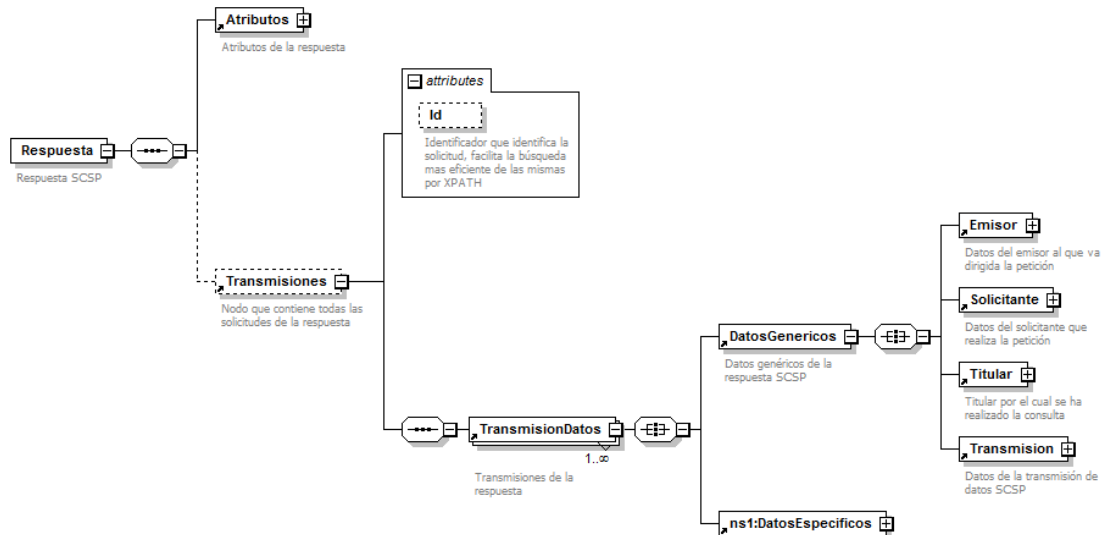 Atributos
Atributos de la respuesta
attributes
Id
Identificador que identifica la
solicitud, facilita la búsqueda
mas eficiente de las mismas
por XPATH
Respuesta
Respuesta SCSP
Transmisiones
Nodo que contiene todas las
solicitudes de la respuesta
Emisor
Datos del emisor al que va
dirigida la petición
Solicitante
Datos del solicitante que
realiza la petición
DatosGenericos
Datos genéricos de la
respuesta SCSP
Titular
Titular por el cual se ha
realizado la consulta
TransmisionDatos
1..∞
Transmisiones de la
respuesta
Transmision
Datos de la transmisión de
datos SCSP
ns1:DatosEspecificos